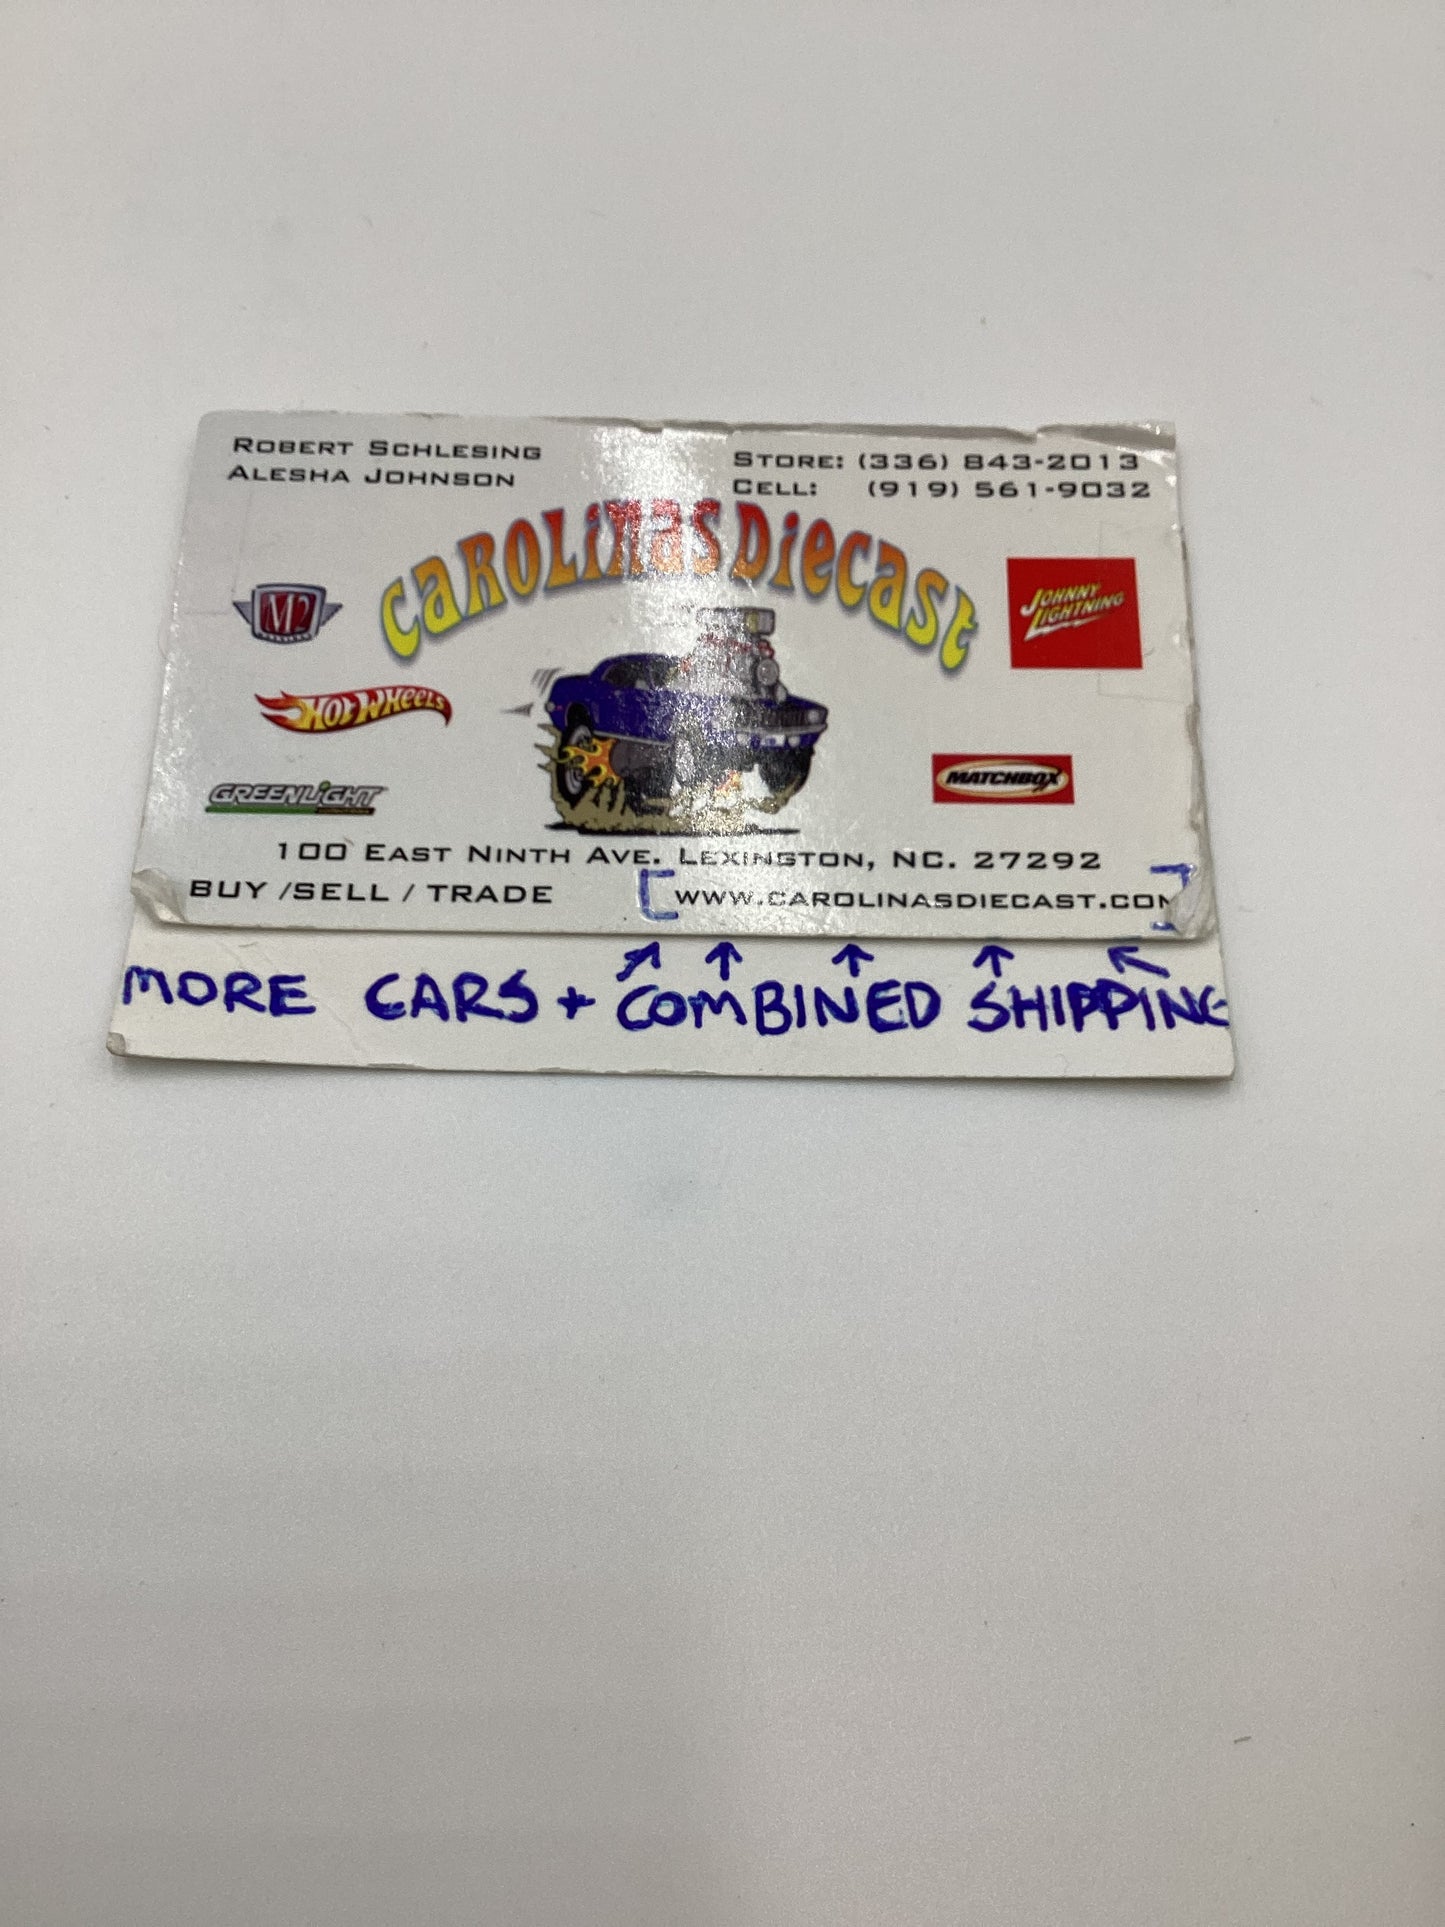 ROBERT SCHLESING
ALESHA JOHNSON
STORE: (336) 843-2013
CELL: (919) 561-9032
CAROLINAS DIECAST
M2
JOHNNY
LIGHTNING
HOT WHEELS
GREENLIGHT
MATCHBOX
100 EAST NINTH AVE. LEXINGTON, NC. 27292
BUY /SELL / TRADE
WWW.CAROLINASDIECAST.COM
MORE CARS + COMBINED SHIPPING